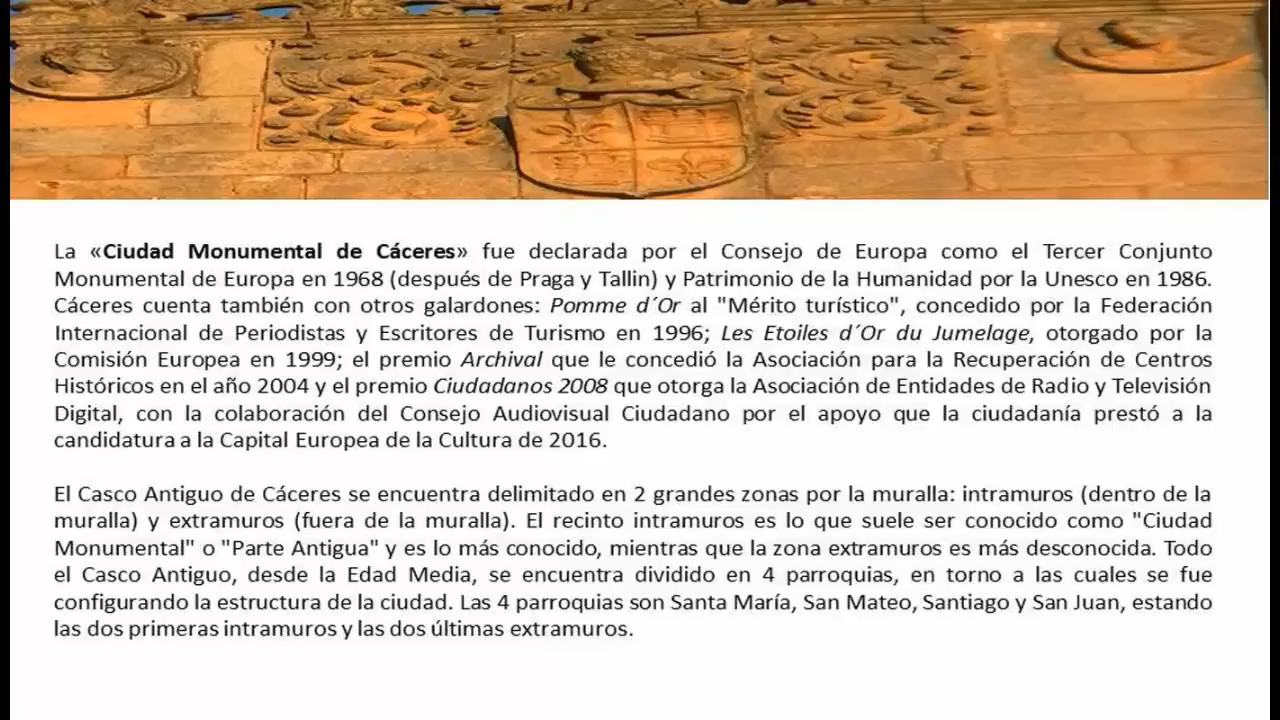 La «Ciudad Monumental de Cáceres» fue declarada por el Consejo de Europa como el Tercer Conjunto
Monumental de Europa en 1968 (después de Praga y Tallin) y Patrimonio de la Humanidad por la Unesco en 1986.
Cáceres cuenta también con otros galardones: Pomme d´Or al "Mérito turístico", concedido por la Federación
Internacional de Periodistas y Escritores de Turismo en 1996; Les Etoiles d´Or du Jumelage, otorgado por la
Comisión Europea en 1999; el premio Archival que le concedió la Asociación para la Recuperación de Centros
Históricos en el año 2004 y el premio Ciudadanos 2008 que otorga la Asociación de Entidades de Radio y Televisión
Digital, con la colaboración del Consejo Audiovisual Ciudadano por el apoyo que la ciudadanía prestó a la
candidatura a la Capital Europea de la Cultura de 2016.
El Casco Antiguo de Cáceres se encuentra delimitado en 2 grandes zonas por la muralla: intramuros (dentro de la
muralla) y extramuros (fuera de la muralla). El recinto intramuros es lo que suele ser conocido como "Ciudad
Monumental" o "Parte Antigua" y es lo más conocido, mientras que la zona extramuros es más desconocida. Todo
el Casco Antiguo, desde la Edad Media, se encuentra dividido en 4 parroquias, en torno a las cuales se fue
configurando la estructura de la ciudad. Las 4 parroquias son Santa María, San Mateo, Santiago y San Juan, estando
las dos primeras intramuros y las dos últimas extramuros.